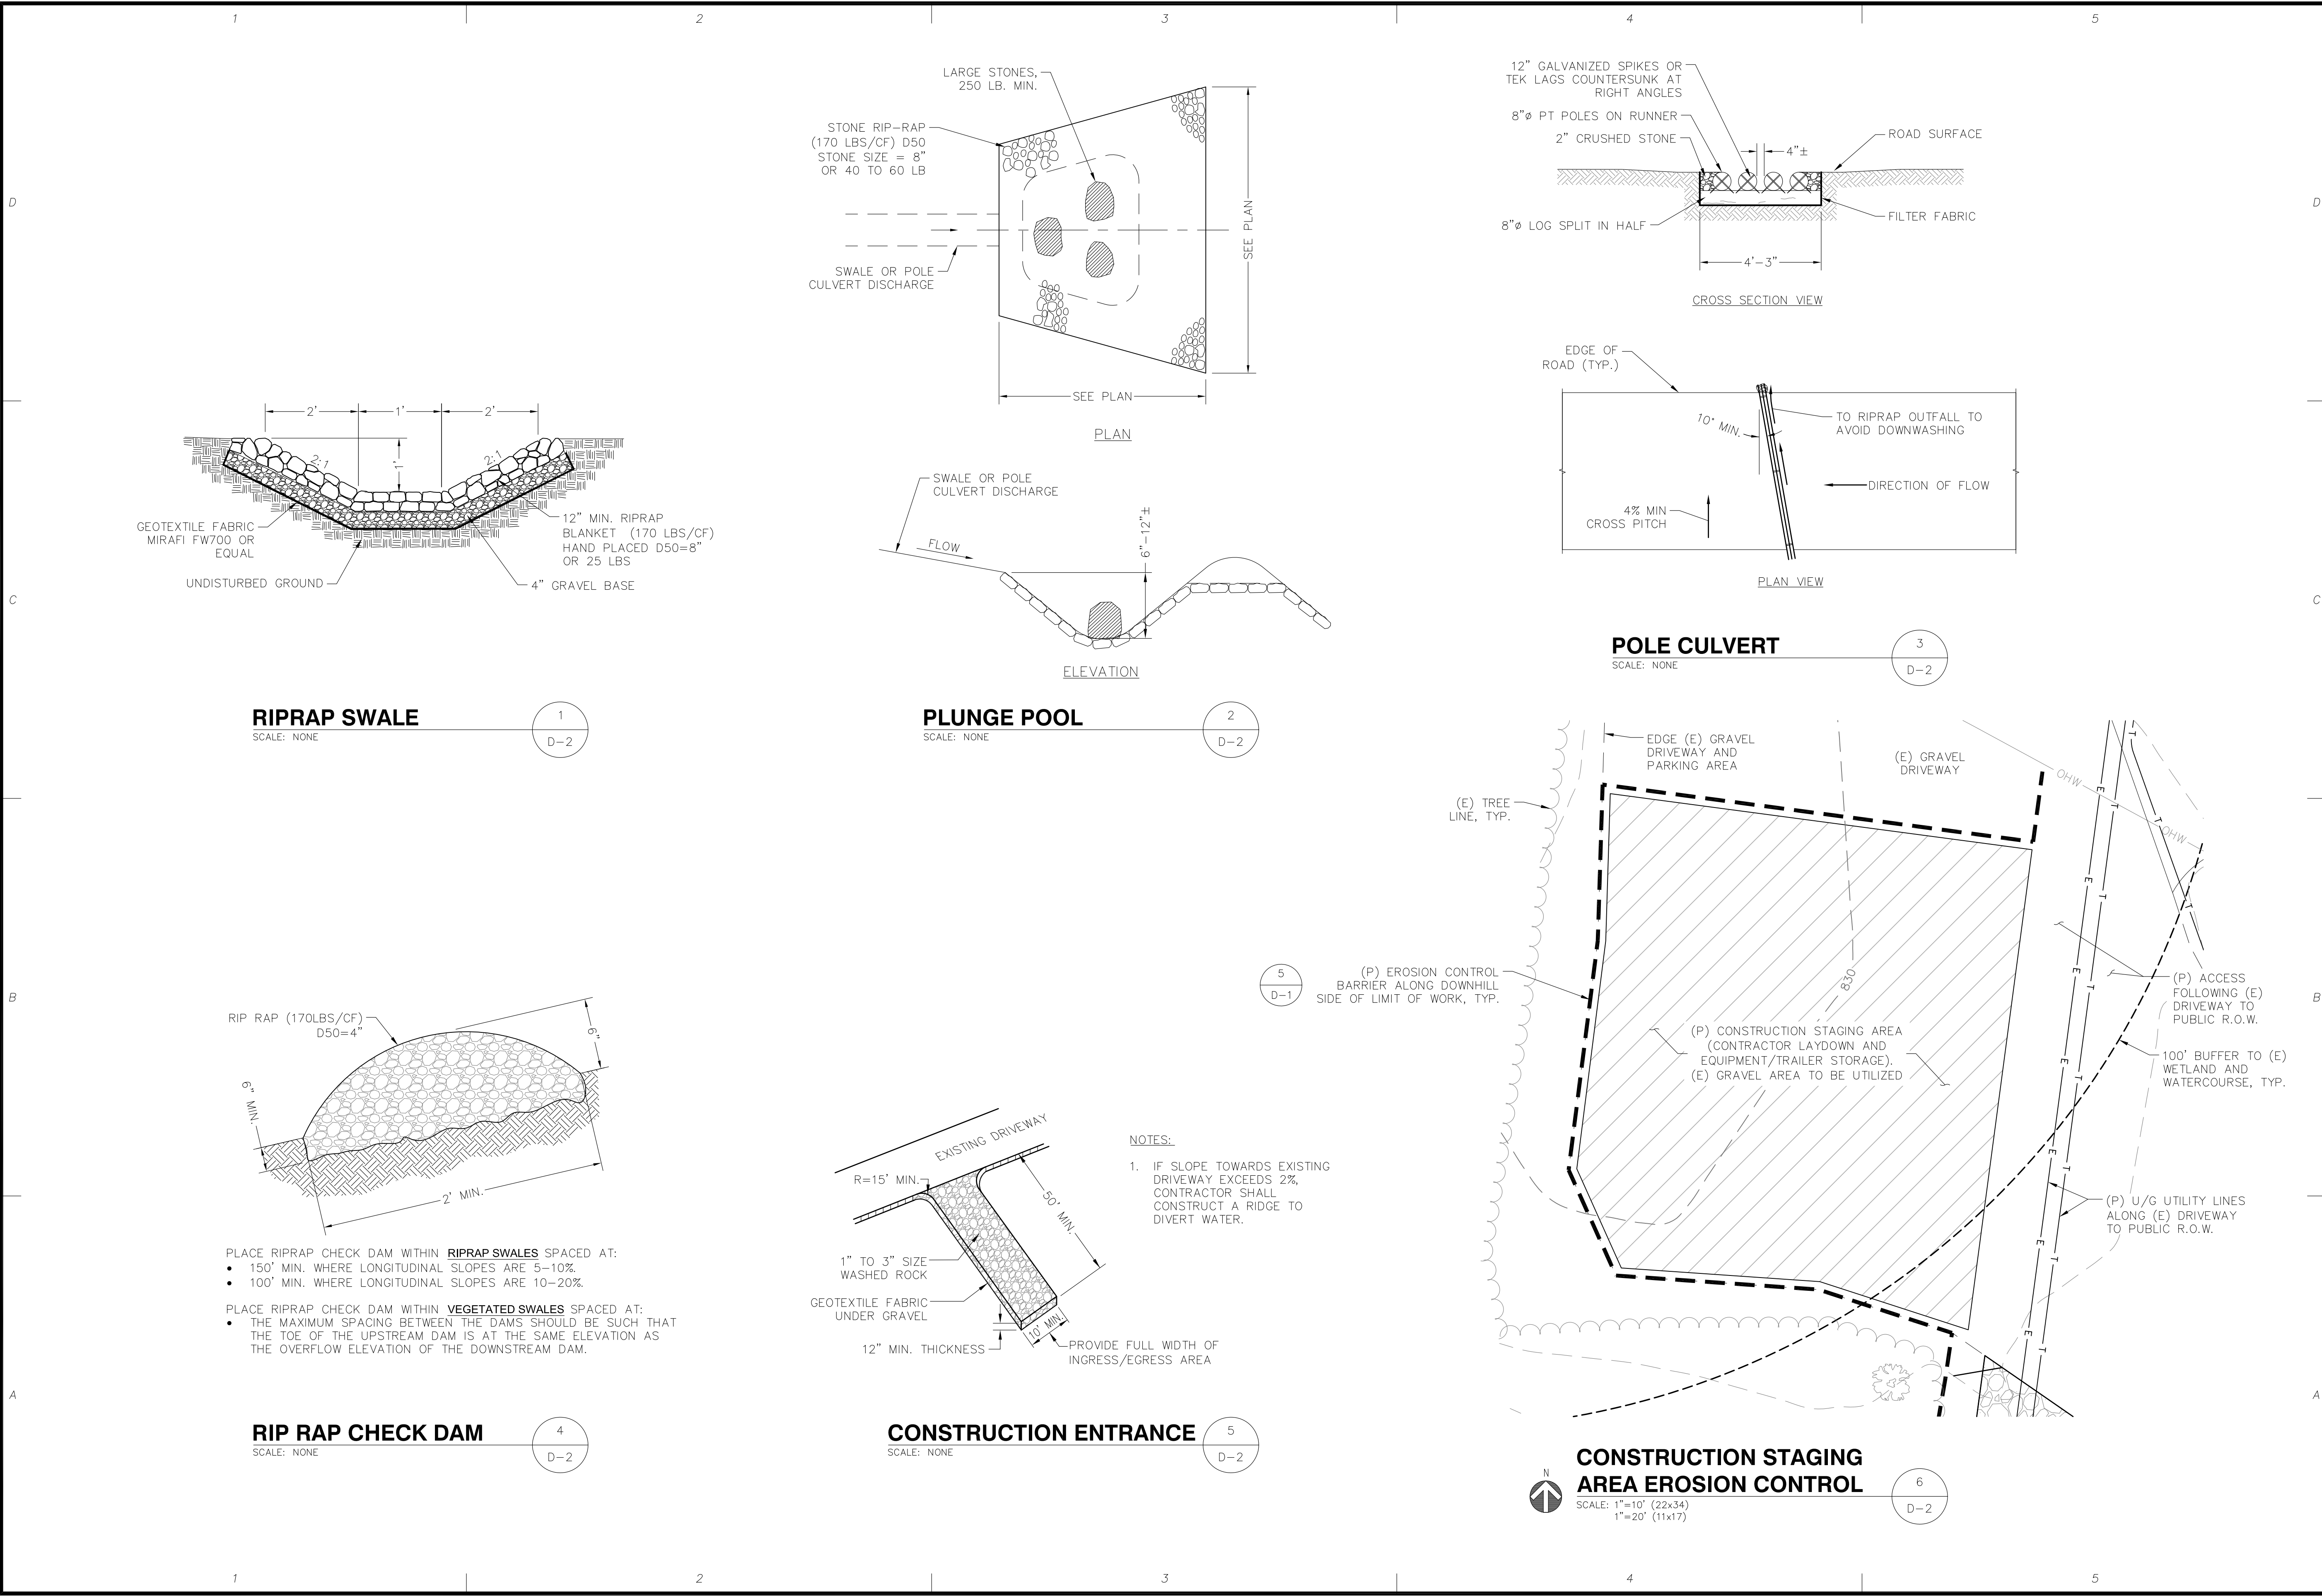 1
2
3
4
5
D
C
B
A
D
C
B
A
2'
1'
2'
2:1
1'
2:1
GEOTEXTILE FABRIC
MIRAFI FW700 OR
EQUAL
UNDISTURBED GROUND
12" MIN. RIPRAP
BLANKET (170 LBS/CF)
HAND PLACED D50=8"
OR 25 LBS
4" GRAVEL BASE
RIPRAP SWALE
SCALE: NONE
1
D-2
LARGE STONES,
250 LB. MIN.
STONE RIP-RAP
(170 LBS/CF) D50
STONE SIZE = 8"
OR 40 TO 60 LB
SWALE OR POLE
CULVERT DISCHARGE
SEE PLAN
SEE PLAN
PLAN
SWALE OR POLE
CULVERT DISCHARGE
FLOW
6"-12"±
ELEVATION
PLUNGE POOL
SCALE: NONE
2
D-2
12" GALVANIZED SPIKES OR
TEK LAGS COUNTERSUNK AT
RIGHT ANGLES
8"ø PT POLES ON RUNNER
2" CRUSHED STONE
4"±
ROAD SURFACE
8"ø LOG SPLIT IN HALF
FILTER FABRIC
4'-3"
CROSS SECTION VIEW
EDGE OF
ROAD (TYP.)
10° MIN.
TO RIPRAP OUTFALL TO
AVOID DOWNWASHING
DIRECTION OF FLOW
4% MIN
CROSS PITCH
PLAN VIEW
POLE CULVERT
SCALE: NONE
3
D-2
RIP RAP (170LBS/CF)
D50=4"
6"
6" MIN.
2' MIN.
PLACE RIPRAP CHECK DAM WITHIN RIPRAP SWALES SPACED AT:
• 150' MIN. WHERE LONGITUDINAL SLOPES ARE 5-10%.
• 100' MIN. WHERE LONGITUDINAL SLOPES ARE 10-20%.
PLACE RIPRAP CHECK DAM WITHIN VEGETATED SWALES SPACED AT:
• THE MAXIMUM SPACING BETWEEN THE DAMS SHOULD BE SUCH THAT
THE TOE OF THE UPSTREAM DAM IS AT THE SAME ELEVATION AS
THE OVERFLOW ELEVATION OF THE DOWNSTREAM DAM.
RIP RAP CHECK DAM
SCALE: NONE
4
D-2
EXISTING DRIVEWAY
R=15' MIN.
50' MIN.
1" TO 3" SIZE
WASHED ROCK
GEOTEXTILE FABRIC
UNDER GRAVEL
12" MIN. THICKNESS
10' MIN.
PROVIDE FULL WIDTH OF
INGRESS/EGRESS AREA
NOTES:
1. IF SLOPE TOWARDS EXISTING
DRIVEWAY EXCEEDS 2%,
CONTRACTOR SHALL
CONSTRUCT A RIDGE TO
DIVERT WATER.
CONSTRUCTION ENTRANCE
SCALE: NONE
5
D-2
EDGE (E) GRAVEL
DRIVEWAY AND
PARKING AREA
(E) GRAVEL
DRIVEWAY
(E) TREE
LINE, TYP.
OHW
OHW
5
D-1
(P) EROSION CONTROL
BARRIER ALONG DOWNHILL
SIDE OF LIMIT OF WORK, TYP.
830
(P) CONSTRUCTION STAGING AREA
(CONTRACTOR LAYDOWN AND
EQUIPMENT/TRAILER STORAGE).
(E) GRAVEL AREA TO BE UTILIZED
(P) ACCESS
FOLLOWING (E)
DRIVEWAY TO
PUBLIC R.O.W.
100' BUFFER TO (E)
WETLAND AND
WATERCOURSE, TYP.
(P) U/G UTILITY LINES
ALONG (E) DRIVEWAY
TO PUBLIC R.O.W.
E
E
E
E
E
E
E
E
T
T
T
T
T
T
T
T
T
T
T
N
CONSTRUCTION STAGING
AREA EROSION CONTROL
SCALE: 1"=10' (22x34)
1"=20' (11x17)
6
D-2
1
2
3
4
5